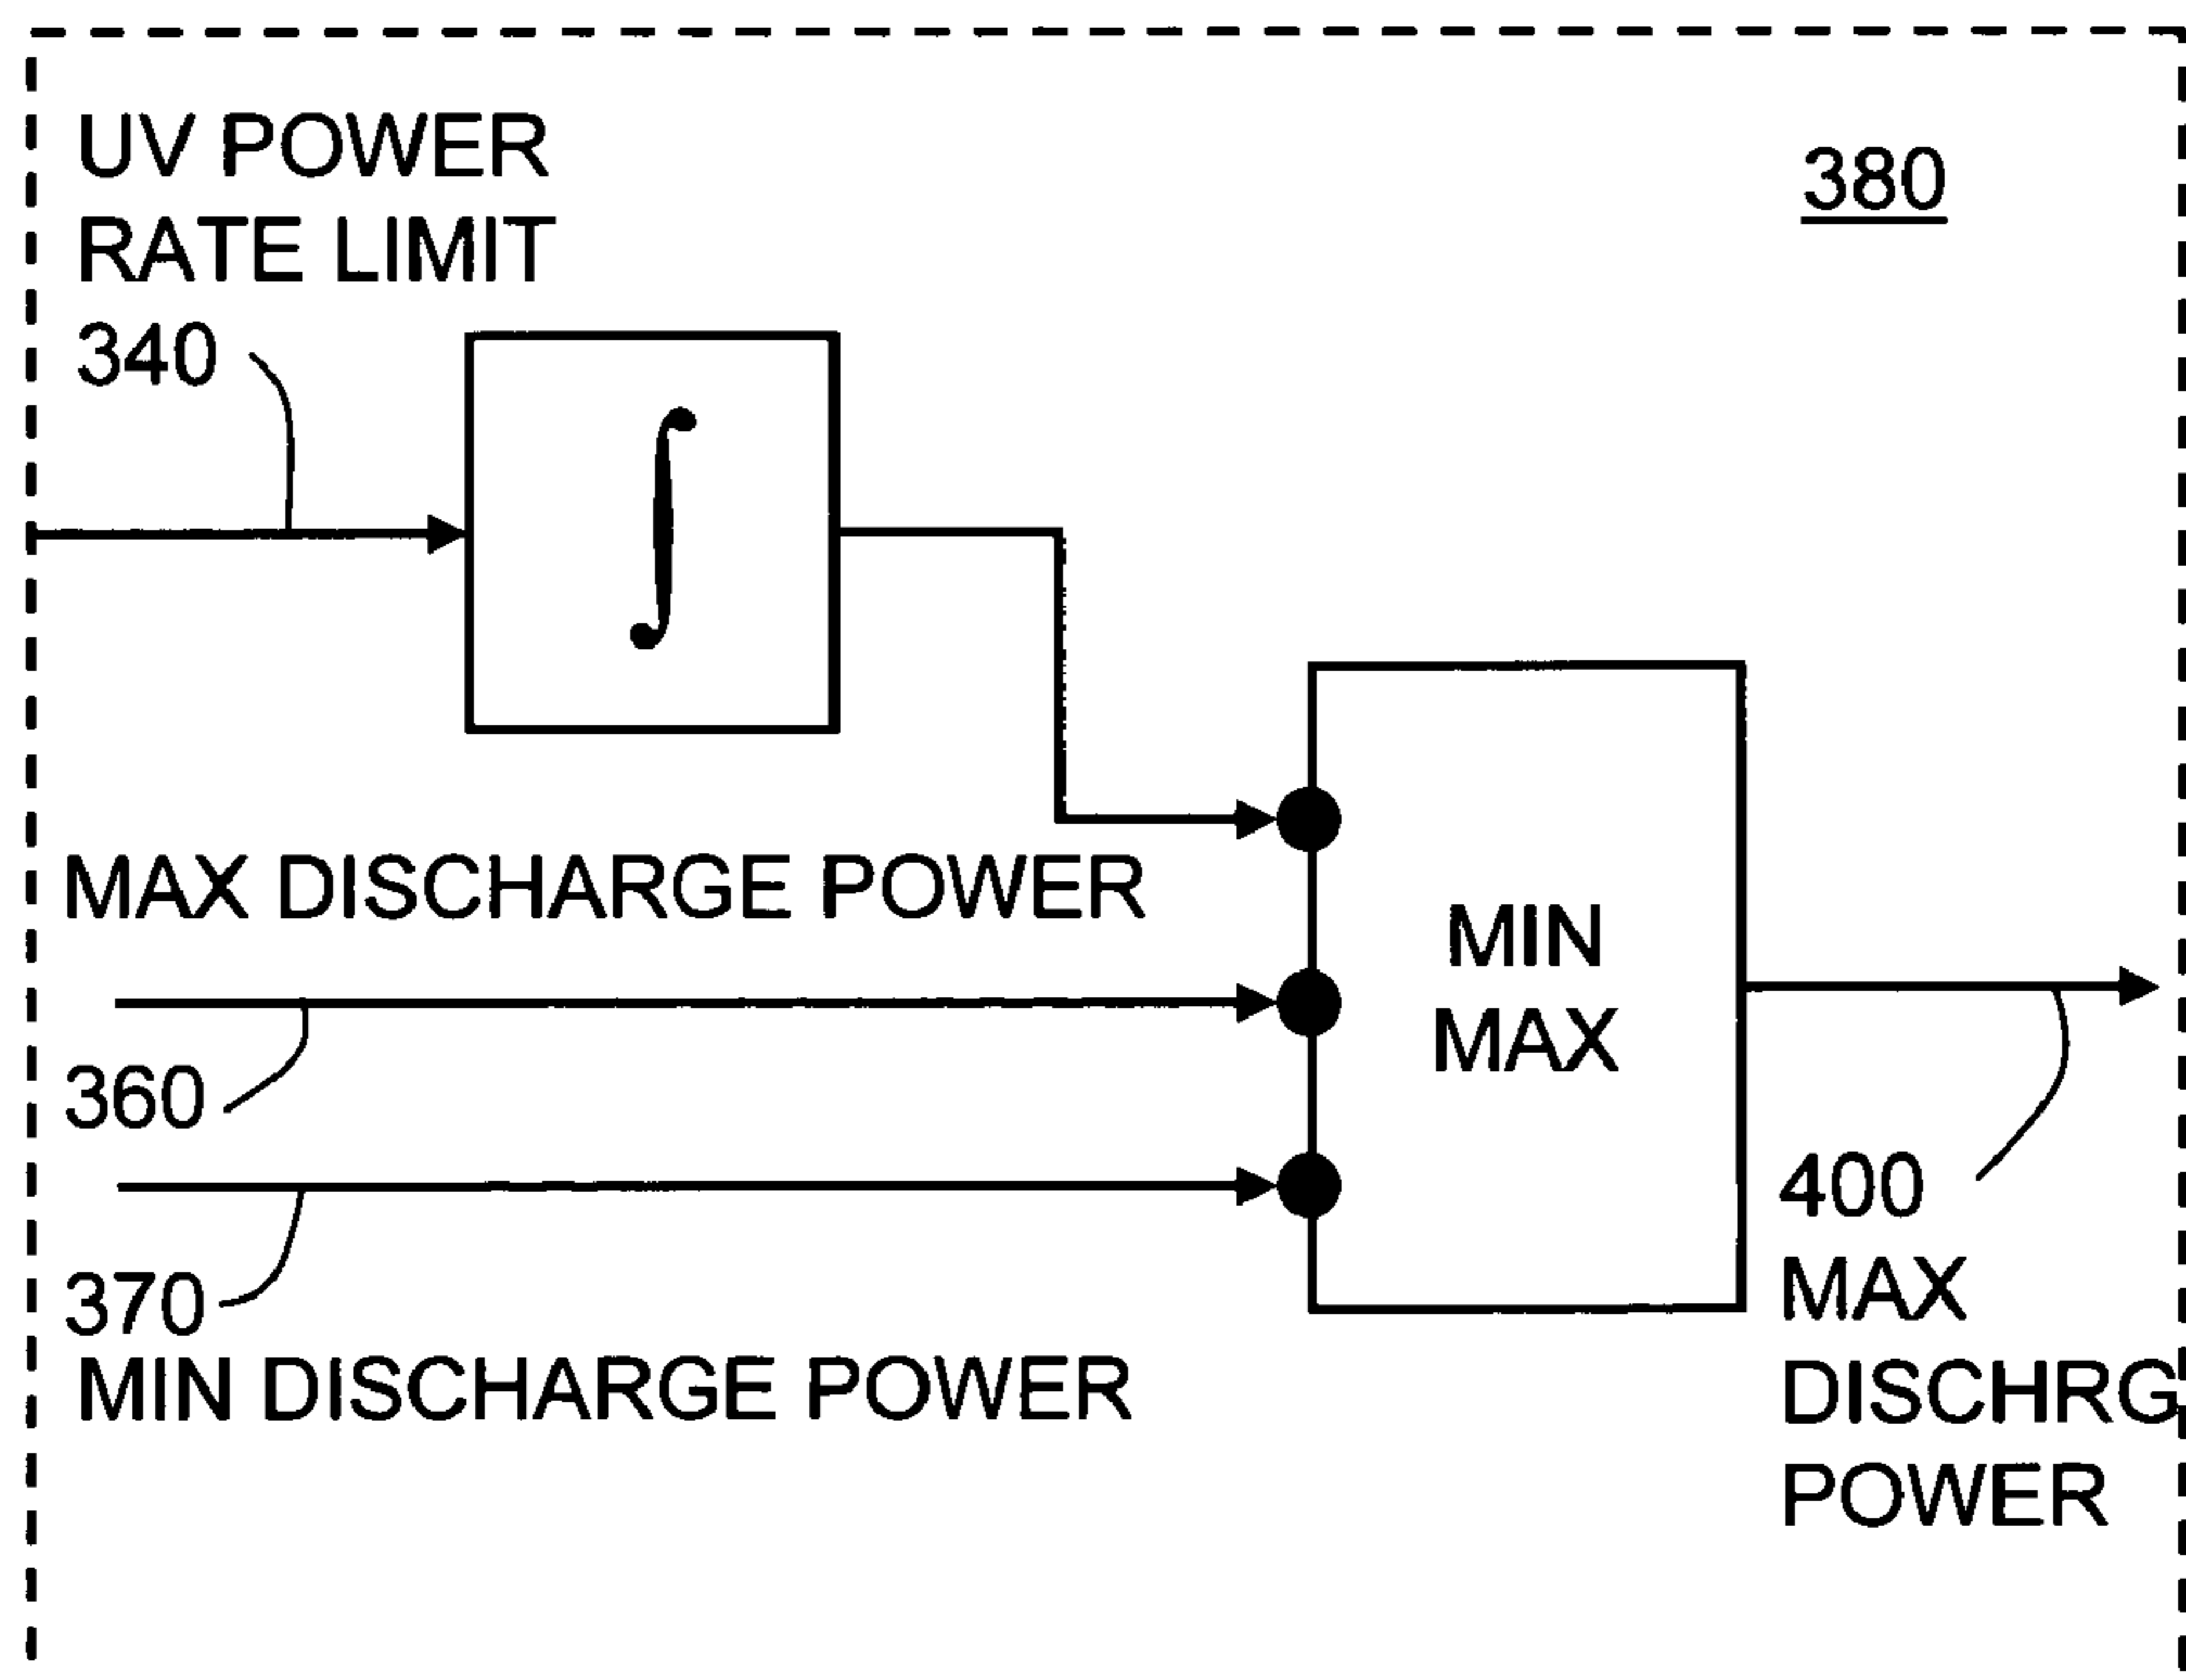 UV POWER
RATE LIMIT
340
380
∫
MAX DISCHARGE POWER
360
370
MIN DISCHARGE POWER
MIN
MAX
400
MAX
DISCHRG
POWER